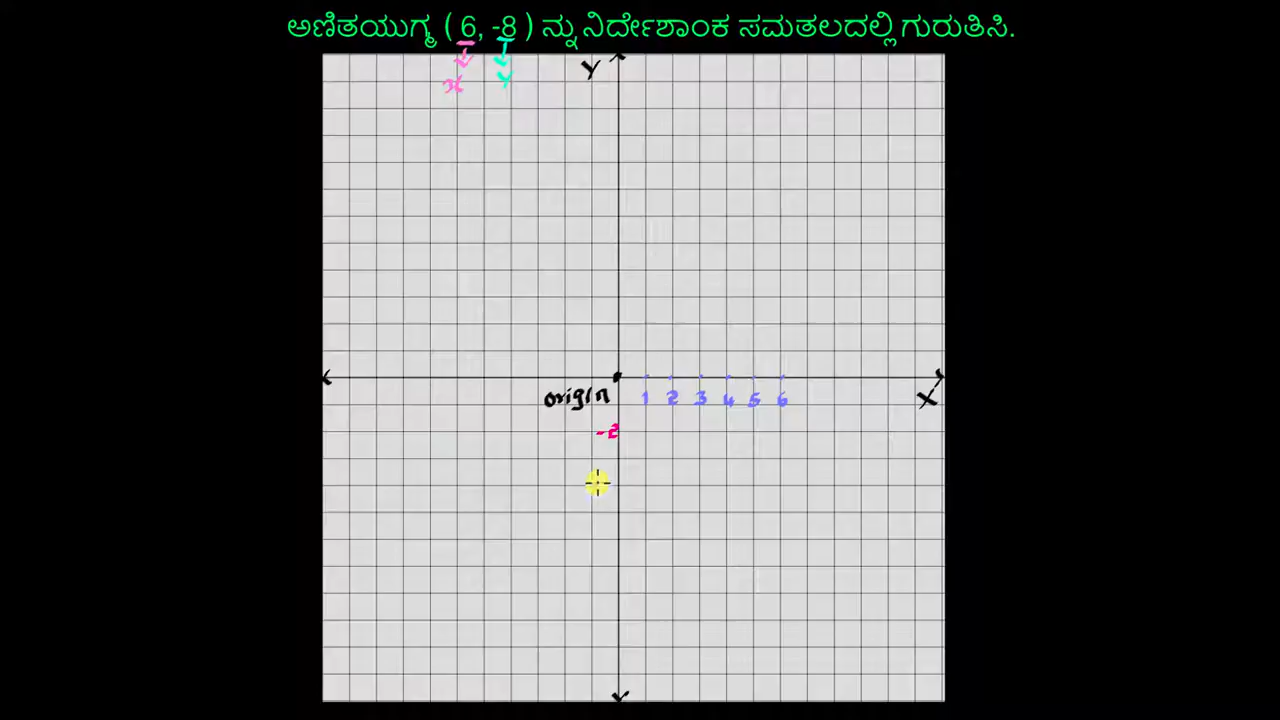 ಅಣಿತಯುಗ್ಮ ( 6, -8 ) ನ್ನು ನಿರ್ದೇಶಾಂಕ ಸಮತಲದಲ್ಲಿ ಗುರುತಿಸಿ.
x y
Y
origin 1 2 3 4 5 6 X
-2